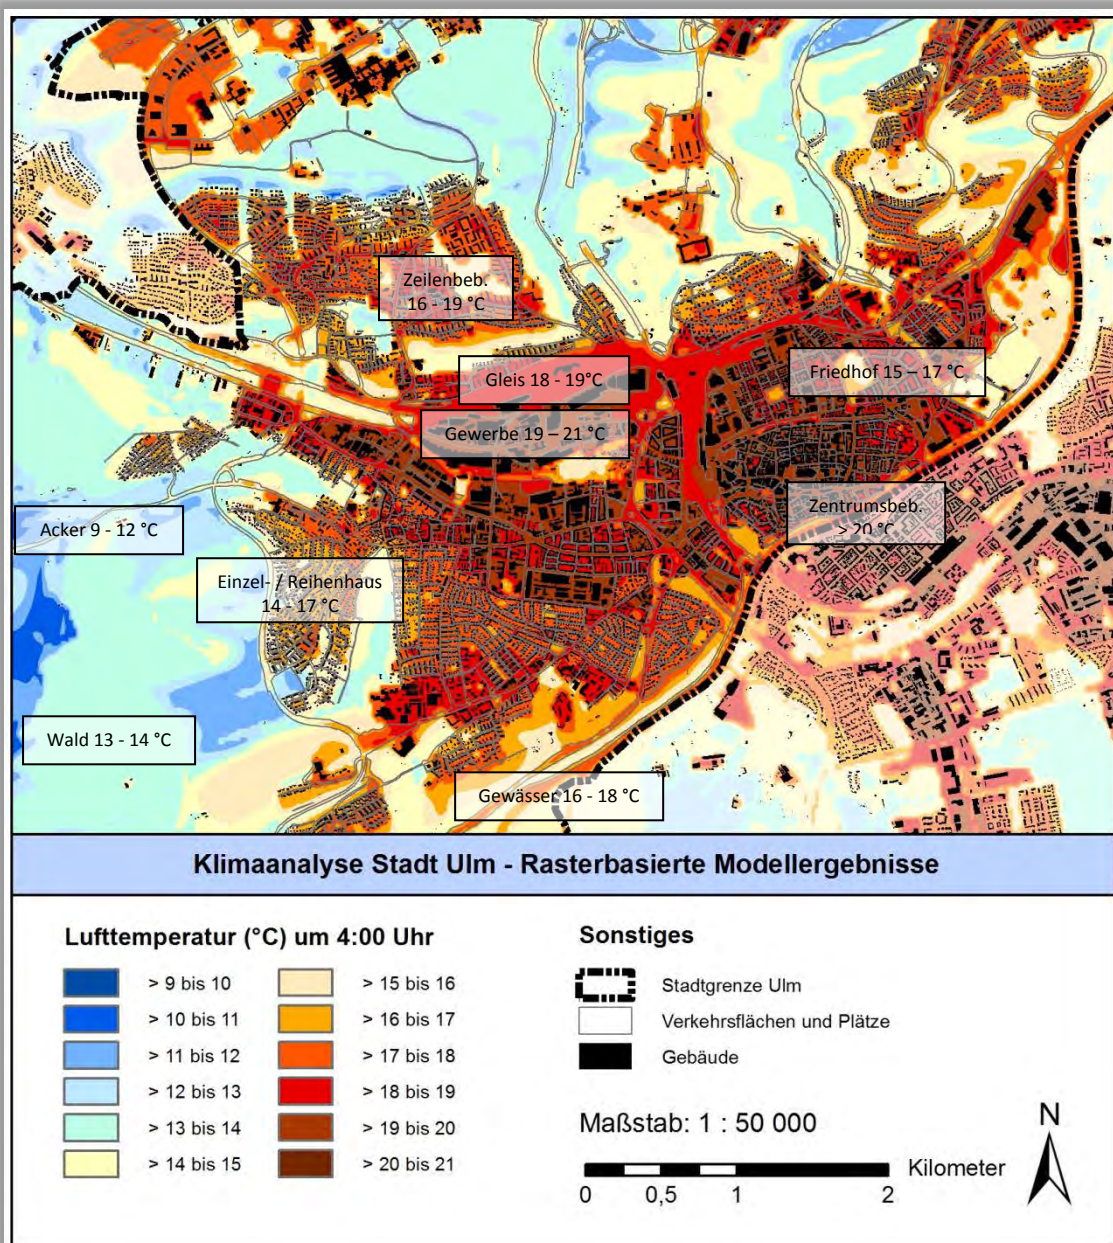 Zeilenbeb.
16 - 19 °C
Gleis 18 - 19°C
Friedhof 15 – 17 °C
Gewerbe 19 – 21 °C
Zentrumsbeb.
> 20 °C
Acker 9 - 12 °C
Einzel- / Reihenhaus
14 - 17 °C
Wald 13 - 14 °C
Gewässer 16 - 18 °C
Klimaanalyse Stadt Ulm - Rasterbasierte Modellergebnisse
Lufttemperatur (°C) um 4:00 Uhr
> 9 bis 10
> 10 bis 11
> 11 bis 12
> 12 bis 13
> 13 bis 14
> 14 bis 15
> 15 bis 16
> 16 bis 17
> 17 bis 18
> 18 bis 19
> 19 bis 20
> 20 bis 21
Sonstiges
Stadtgrenze Ulm
Verkehrsflächen und Plätze
Gebäude
Maßstab: 1 : 50 000
Kilometer
0 0,5 1 2
N